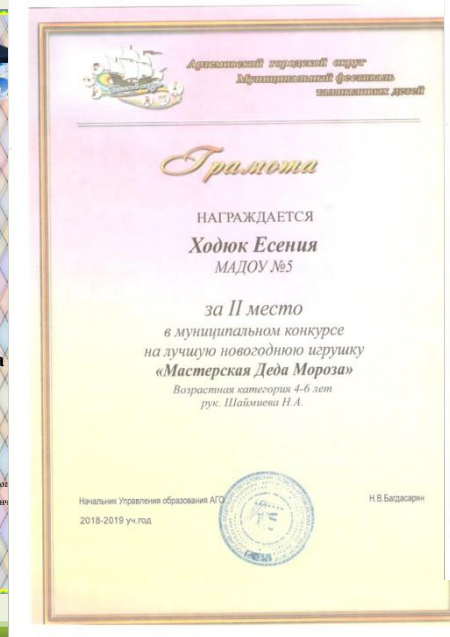 Артемовский городской округ
Муниципальный фестиваль
талантливых детей
Грамота
НАГРАЖДАЕТСЯ
Ходюк Есения
МАДОУ №5
за II место
в муниципальном конкурсе
на лучшую новогоднюю игрушку
«Мастерская Деда Мороза»
Возрастная категория 4-6 лет
рук. Шаймиева Н.А.
Начальник Управления образования АГО
Н.В.Багдасарян
2018-2019 уч.год